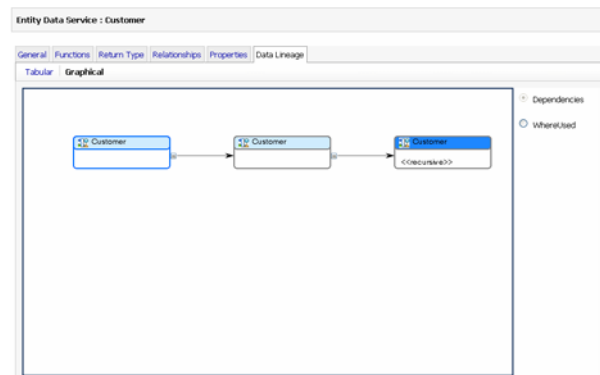 Entity Data Service : Customer
General Functions Return Type Relationships Properties Data Lineage
Tabular Graphical
Dependencies
WhereUsed
Customer Customer Customer
<<recursive>>